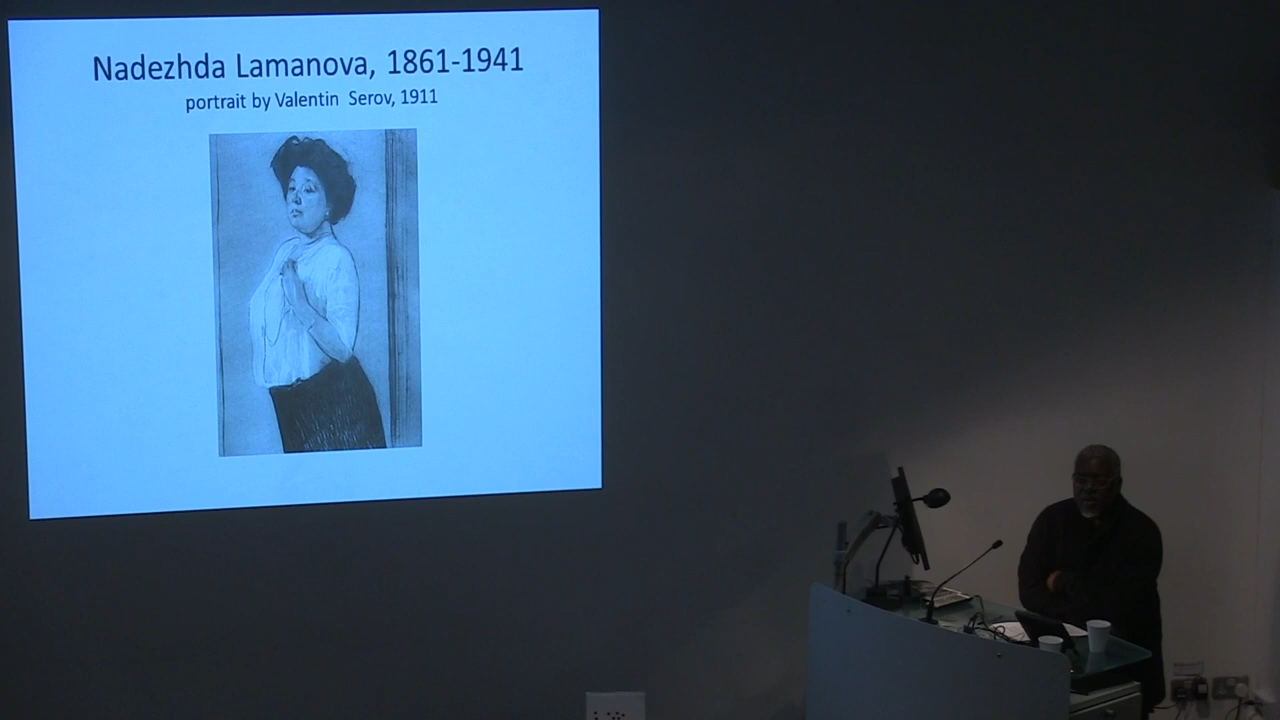 Nadezhda Lamanova, 1861-1941
portrait by Valentin Serov, 1911